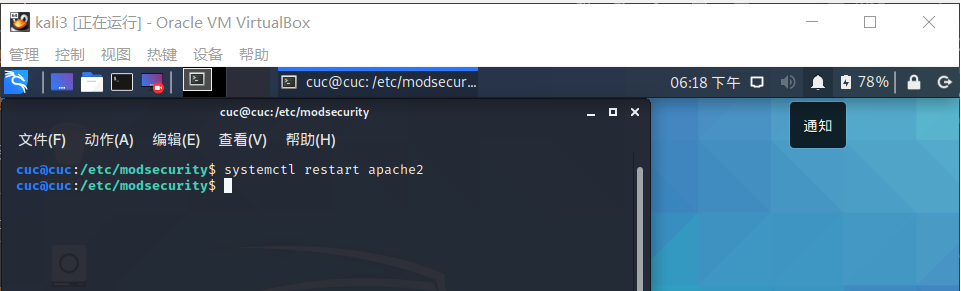 kali3 [正在运行] - Oracle VM VirtualBox
管理 控制 视图 热键 设备 帮助
cuc@cuc: /etc/modsecur... 06:18 下午 78%
cuc@cuc: /etc/modsecurity
通知
文件(F) 动作(A) 编辑(E) 查看(V) 帮助(H)
cuc@cuc:/etc/modsecurity$ systemctl restart apache2
cuc@cuc:/etc/modsecurity$